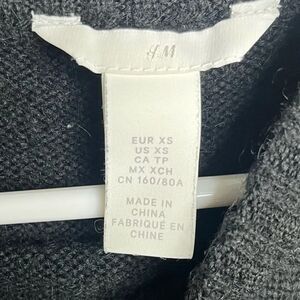 H&M
EUR XS
US XS
CA TP
MX XCH
CN 160/80A
MADE IN
CHINA
FABRIQUÉ EN
CHINE